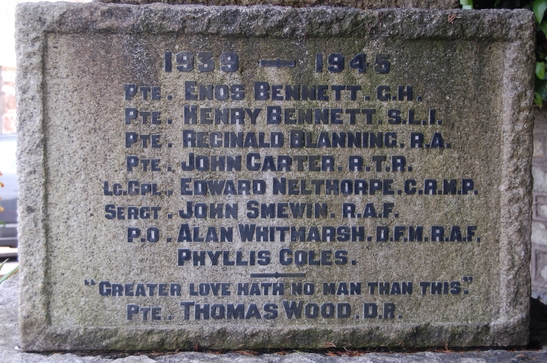 1939 — 1945
PTE. ENOS BENNETT. G.H.
PTE. HENRY BENNETT. S.L.I.
PTE. REGINALD BLANNING. R.A.
PTE. JOHN CARTER. R.T.R.
LC. CPL. EDWARD NELTHORPE. C.R.M.P.
SERGT. JOHN SMEWIN. R.A.F.
P.O. ALAN WHITMARSH. D.F.M. R.A.F.
PHYLLIS COLES.
"GREATER LOVE HATH NO MAN THAN THIS."
PTE. THOMAS WOOD. D.R.